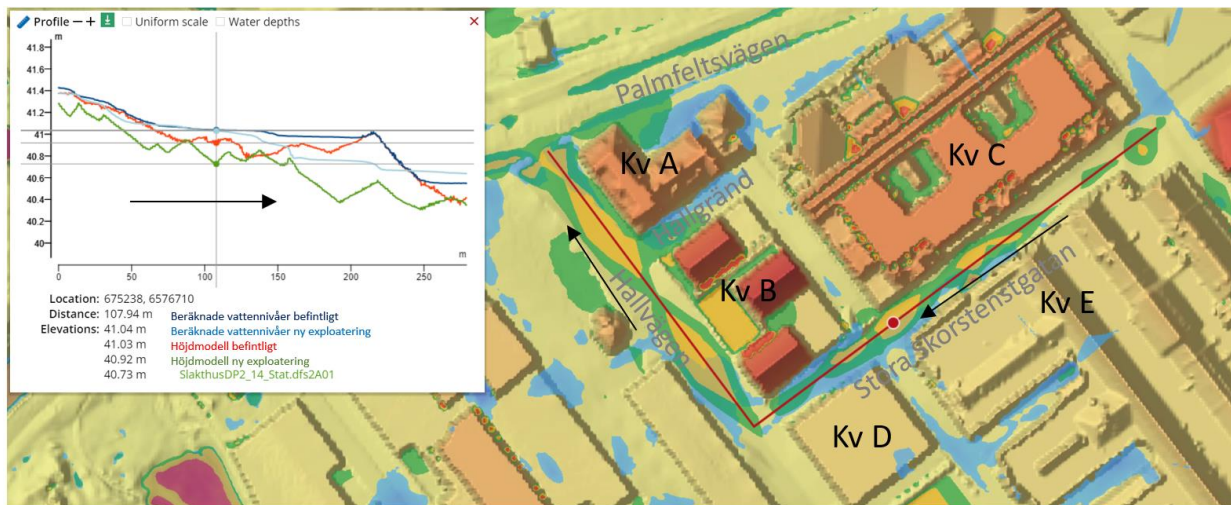 Profile
Uniform scale
Water depths
m
41.8
41.6
41.4
41.2
41
40.8
40.6
40.4
40.2
40
m
0
50
100
150
200
250
Location: 675238, 6576710
Distance: 107.94 m
Elevations: 41.04 m
41.03 m
40.92 m
40.73 m
Beräknade vattennivåer befintligt
Beräknade vattennivåer ny exploatering
Höjdmodell befintligt
Höjdmodell ny exploatering
SlakthusDP2_14_Stat.dfs2A01
Palmfeltsvägen
Kv A
Kv C
Hallgränd
Kv B
Hallvägen
Kv E
Stora Skorstenstgatan
Kv D